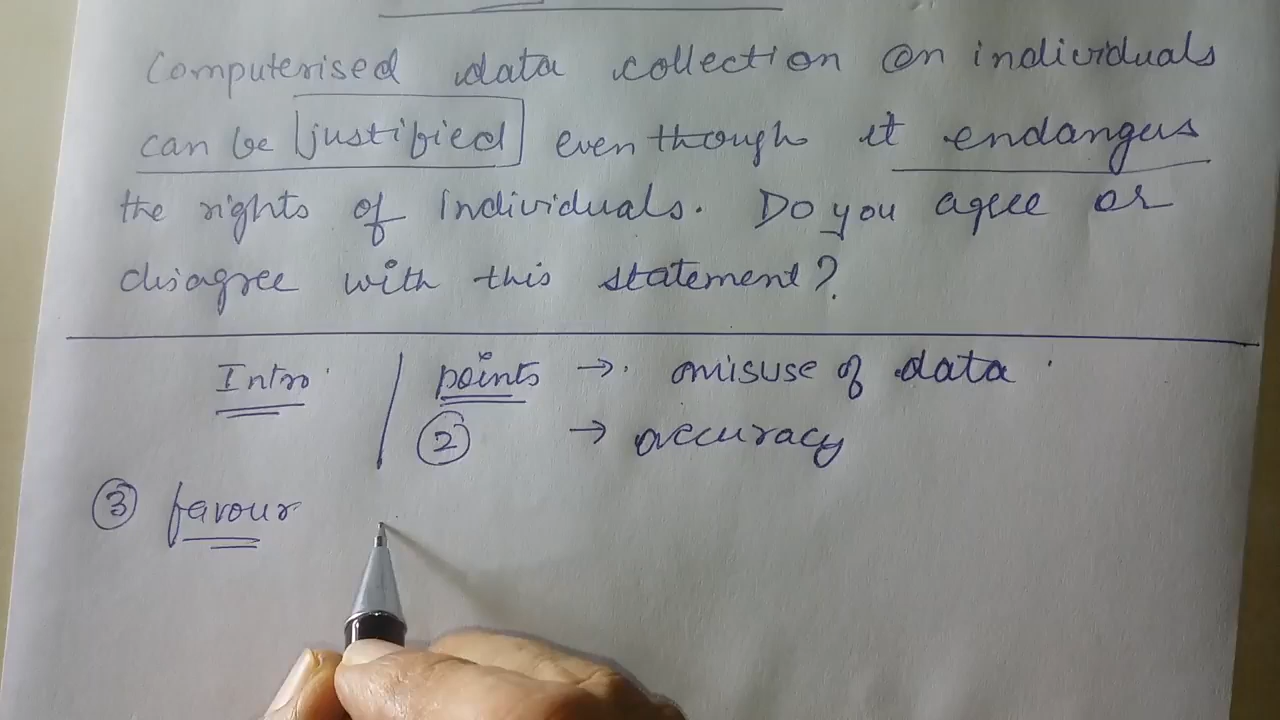 Computerised data collection on individuals
can be justified even though it endangers
the rights of individuals. Do you agree or
disagree with this statement?
Intro / points → misuse of data
② → accuracy
③ favour